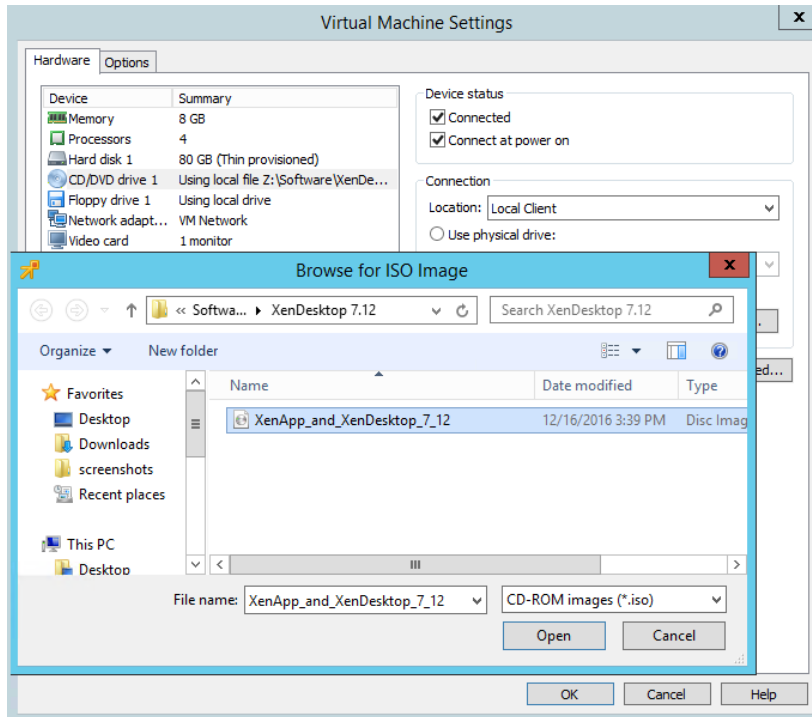 Virtual Machine Settings
x
Hardware Options
Device Summary
Memory 8 GB
Processors 4
Hard disk 1 80 GB (Thin provisioned)
CD/DVD drive 1 Using local file Z:\Software\XenDe...
Floppy drive 1 Using local drive
Network adapt... VM Network
Video card 1 monitor
Device status
Connected
Connect at power on
Connection
Location: Local Client
Use physical drive:
ed...
Browse for ISO Image
x
« Softwa... XenDesktop 7.12
Search XenDesktop 7.12
Organize New folder
Favorites
Desktop
Downloads
screenshots
Recent places
This PC
Desktop
Name Date modified Type
XenApp_and_XenDesktop_7_12 12/16/2016 3:39 PM Disc Imag
File name: XenApp_and_XenDesktop_7_12 CD-ROM images (*.iso)
Open Cancel
OK Cancel Help